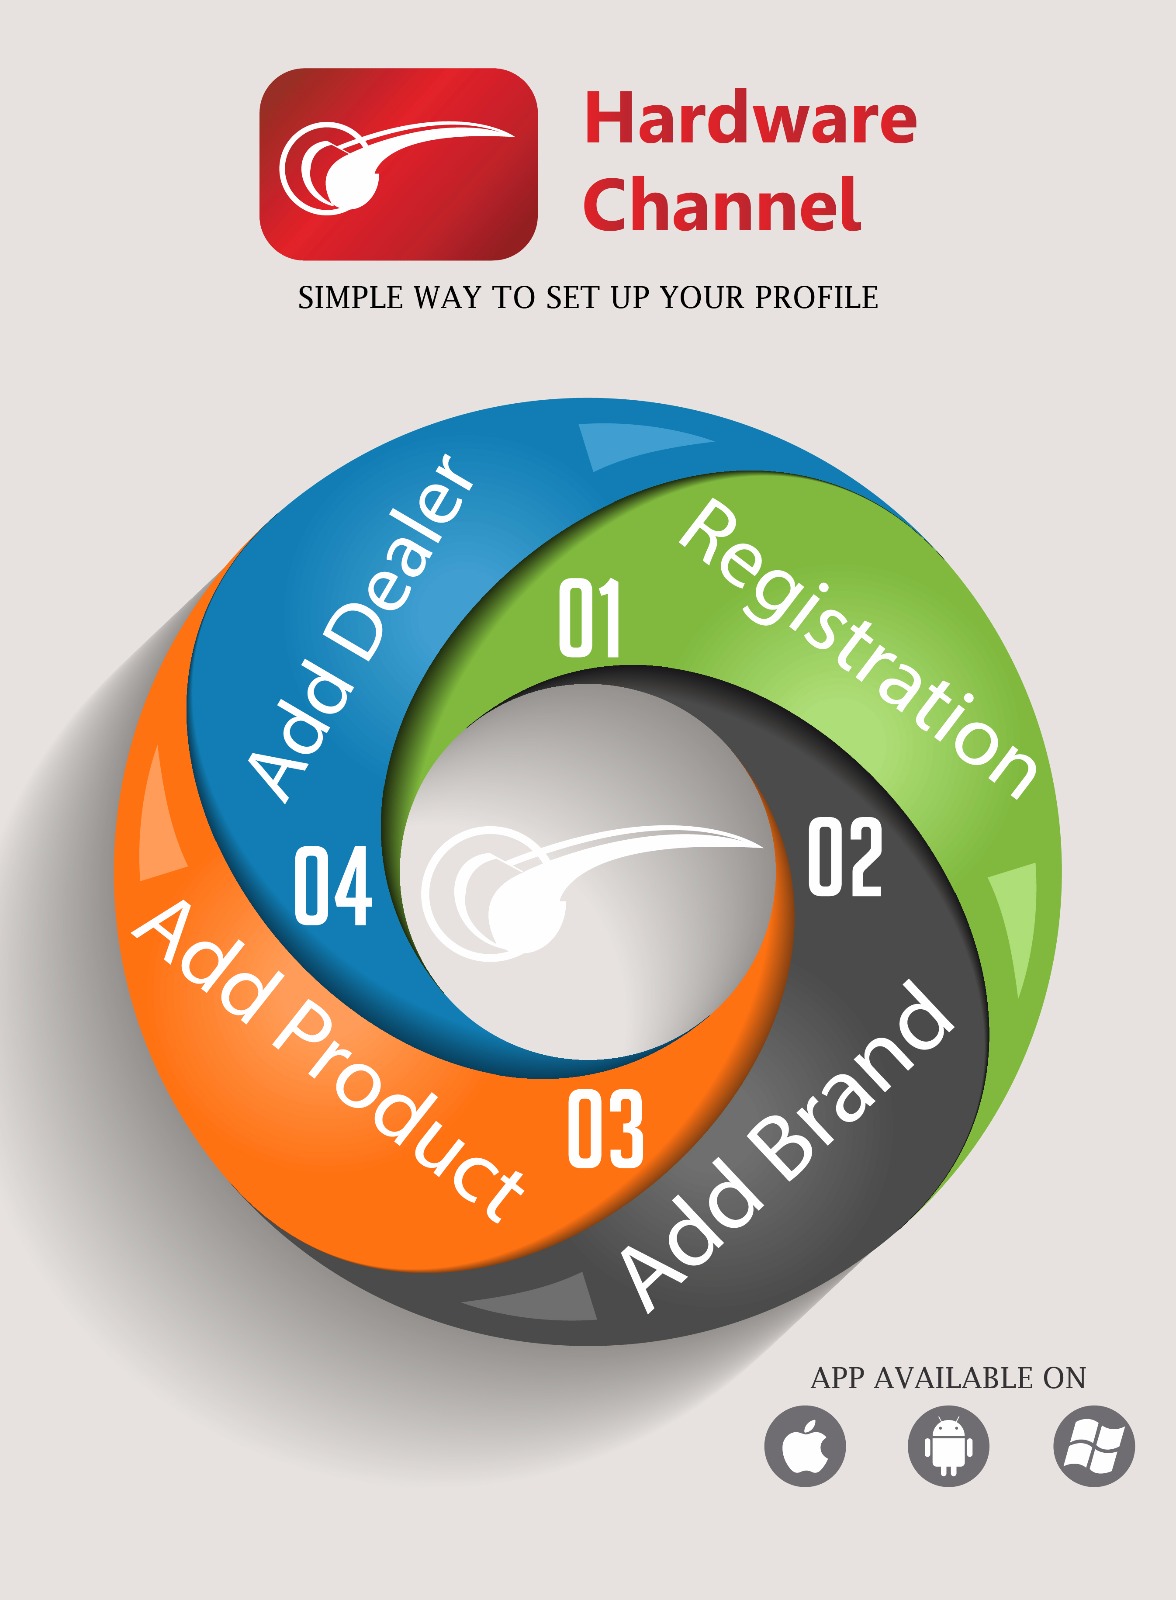 Hardware
Channel
SIMPLE WAY TO SET UP YOUR PROFILE
01
Registration
02
Add Brand
03
Add Product
04
Add Dealer
APP AVAILABLE ON